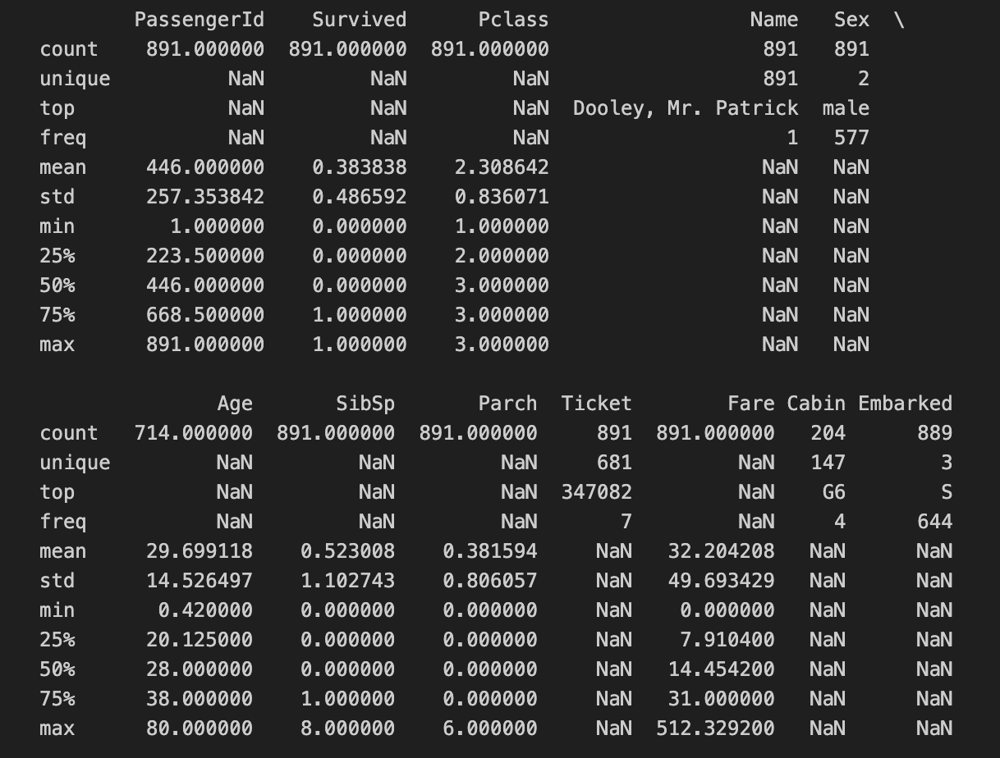 PassengerId Survived Pclass Name Sex \
count 891.000000 891.000000 891.000000 891 891
unique NaN NaN NaN 891 2
top NaN NaN NaN Dooley, Mr. Patrick male
freq NaN NaN NaN 1 577
mean 446.000000 0.383838 2.308642 NaN NaN
std 257.353842 0.486592 0.836071 NaN NaN
min 1.000000 0.000000 1.000000 NaN NaN
25% 223.500000 0.000000 2.000000 NaN NaN
50% 446.000000 0.000000 3.000000 NaN NaN
75% 668.500000 1.000000 3.000000 NaN NaN
max 891.000000 1.000000 3.000000 NaN NaN
Age SibSp Parch Ticket Fare Cabin Embarked
count 714.000000 891.000000 891.000000 891 891.000000 204 889
unique NaN NaN NaN 681 NaN 147 3
top NaN NaN NaN 347082 NaN G6 S
freq NaN NaN NaN 7 NaN 4 644
mean 29.699118 0.523008 0.381594 NaN 32.204208 NaN NaN
std 14.526497 1.102743 0.806057 NaN 49.693429 NaN NaN
min 0.420000 0.000000 0.000000 NaN 0.000000 NaN NaN
25% 20.125000 0.000000 0.000000 NaN 7.910400 NaN NaN
50% 28.000000 0.000000 0.000000 NaN 14.454200 NaN NaN
75% 38.000000 1.000000 0.000000 NaN 31.000000 NaN NaN
max 80.000000 8.000000 6.000000 NaN 512.329200 NaN NaN